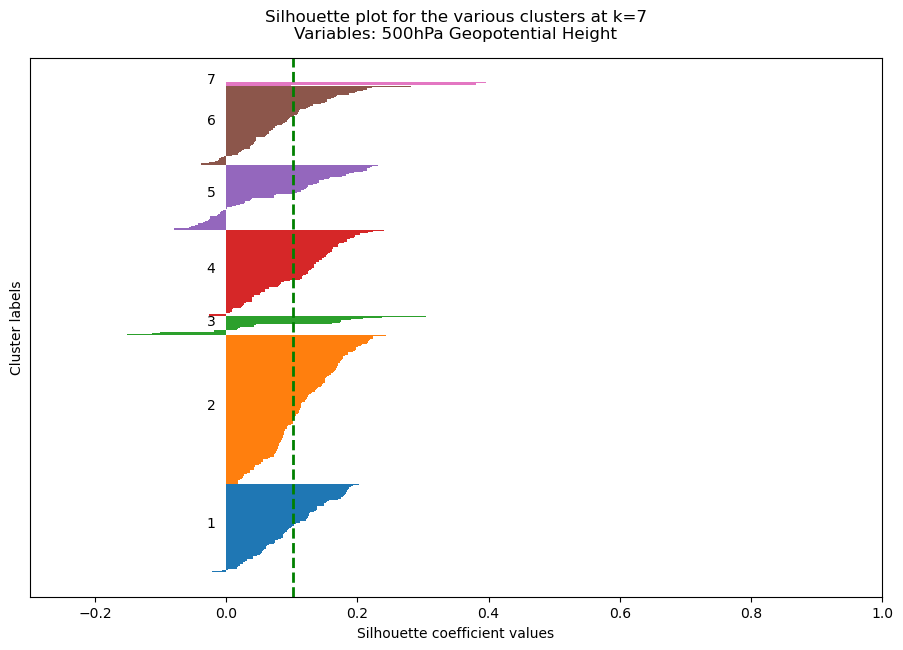 Silhouette plot for the various clusters at k=7
Variables: 500hPa Geopotential Height
7
6
5
4
3
2
1
Cluster labels
−0.2 0.0 0.2 0.4 0.6 0.8 1.0
Silhouette coefficient values